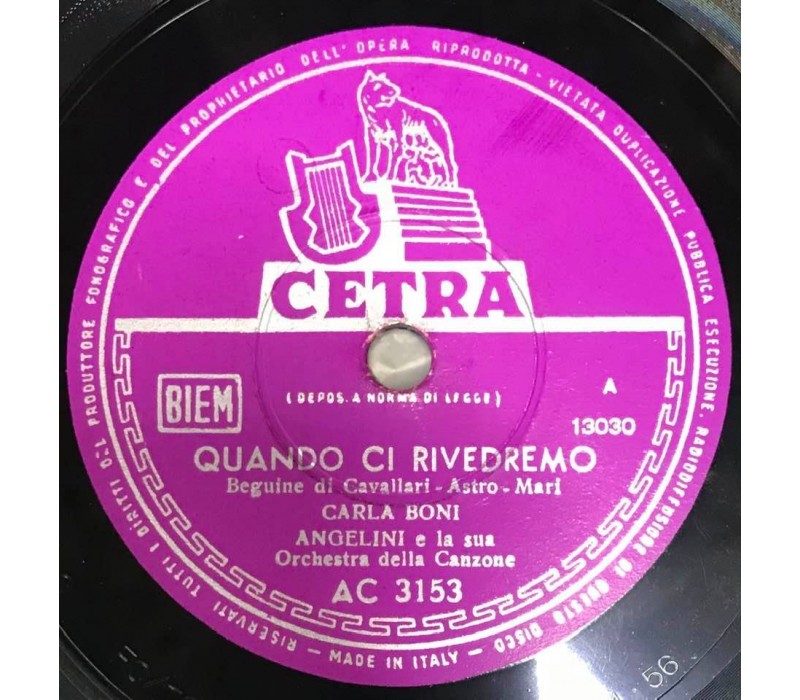 RISERVATI TUTTI I DIRITTI DEL PRODUTTORE FONOGRAFICO E DEL PROPRIETARIO DELL'OPERA RIPRODOTTA - VIETATA DUPLICAZIONE PUBBLICA ESECUZIONE, RADIODIFFUSIONE DI QUESTO DISCO
CETRA
BIEM
(DEPOS. A NORMA DI LEGGE)
A
13030
QUANDO CI RIVEDREMO
Beguine di Cavallari - Astro - Mari
CARLA BONI
ANGELINI e la sua
Orchestra della Canzone
AC 3153
MADE IN ITALY
56